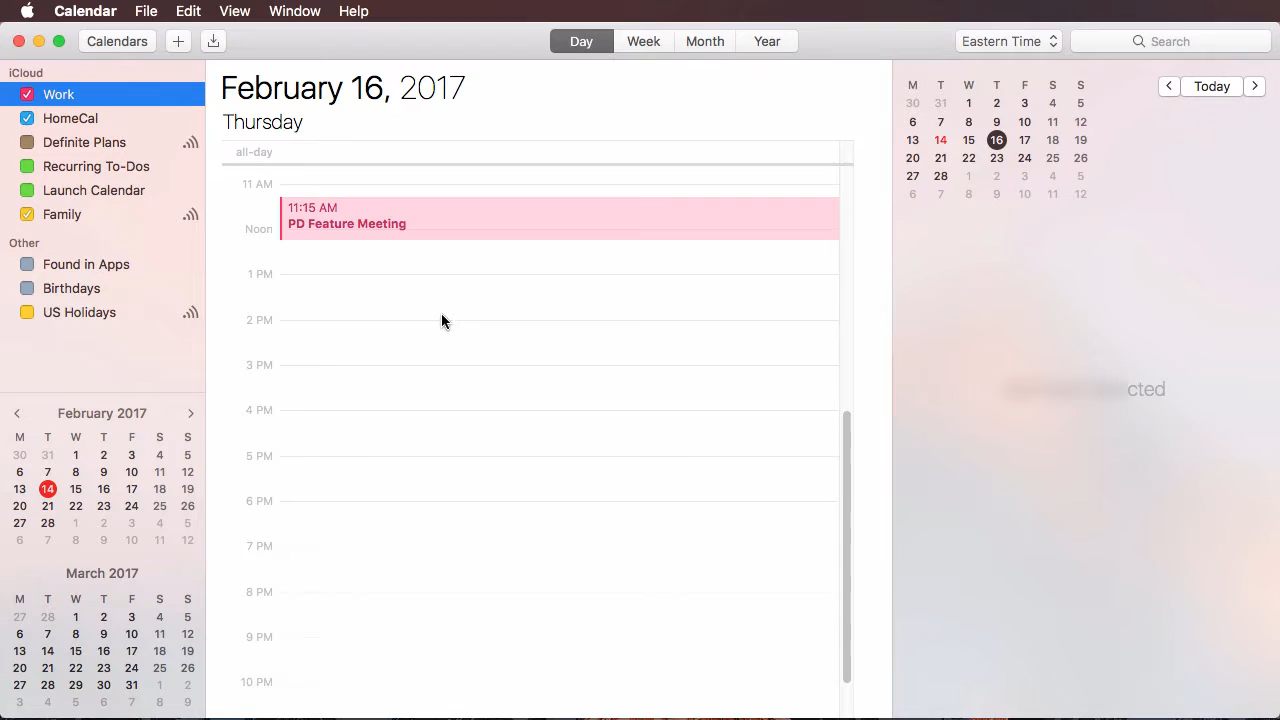 Calendar File Edit View Window Help
Calendars Day Week Month Year Eastern Time Search
iCloud
Work
HomeCal
Definite Plans
Recurring To-Dos
Launch Calendar
Family
Other
Found in Apps
Birthdays
US Holidays
February 2017
M T W T F S S
30 31 1 2 3 4 5
6 7 8 9 10 11 12
13 14 15 16 17 18 19
20 21 22 23 24 25 26
27 28 1 2 3 4 5
6 7 8 9 10 11 12
March 2017
M T W T F S S
27 28 1 2 3 4 5
6 7 8 9 10 11 12
13 14 15 16 17 18 19
20 21 22 23 24 25 26
27 28 29 30 31 1 2
3 4 5 6 7 8 9
February 16, 2017
Thursday
all-day
11 AM
11:15 AM
PD Feature Meeting
Noon
1 PM
2 PM
3 PM
4 PM
5 PM
6 PM
7 PM
8 PM
9 PM
10 PM
M T W T F S S
30 31 1 2 3 4 5
6 7 8 9 10 11 12
13 14 15 16 17 18 19
20 21 22 23 24 25 26
27 28 1 2 3 4 5
6 7 8 9 10 11 12
Today